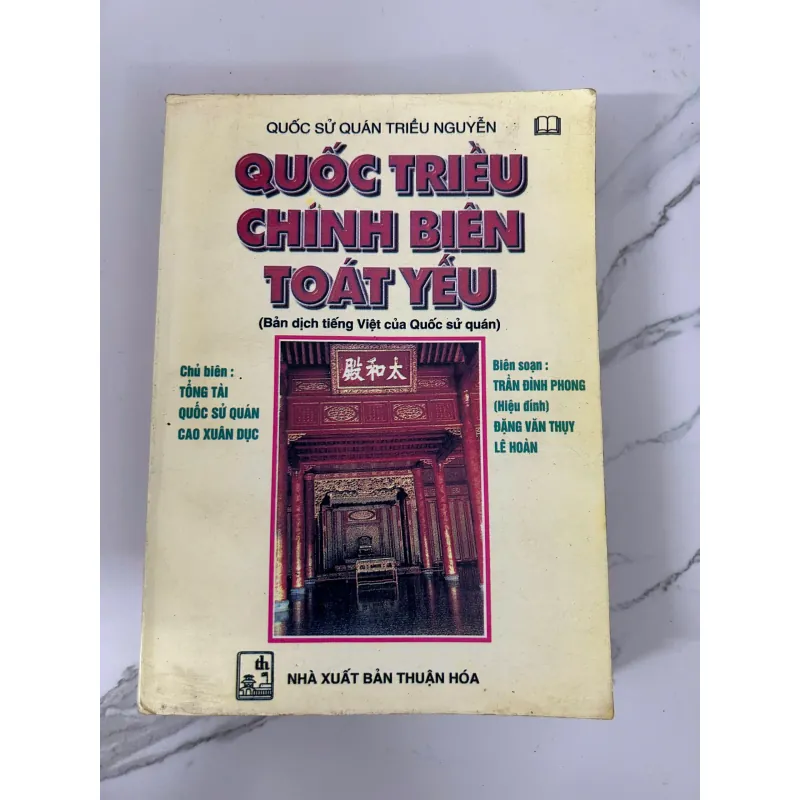 QUỐC SỬ QUÁN TRIỀU NGUYỄN
QUỐC TRIỀU
CHÍNH BIÊN
TOÁT YẾU
(Bản dịch tiếng Việt của Quốc sử quán)
Chủ biên :
TỔNG TÀI
QUỐC SỬ QUÁN
CAO XUÂN DỤC
殿和太
Biên soạn :
TRẦN ĐÌNH PHONG
(Hiệu đính)
ĐẶNG VĂN THỤY
LÊ HOÀN
th
NHÀ XUẤT BẢN THUẬN HÓA